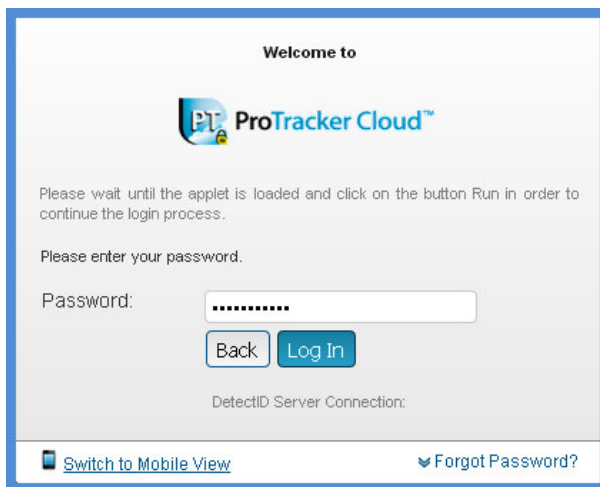 Welcome to
PT ProTracker Cloud™
Please wait until the applet is loaded and click on the button Run in order to
continue the login process.
Please enter your password.
Password: •••••••••••
Back Log In
DetectID Server Connection:
Switch to Mobile View Forgot Password?